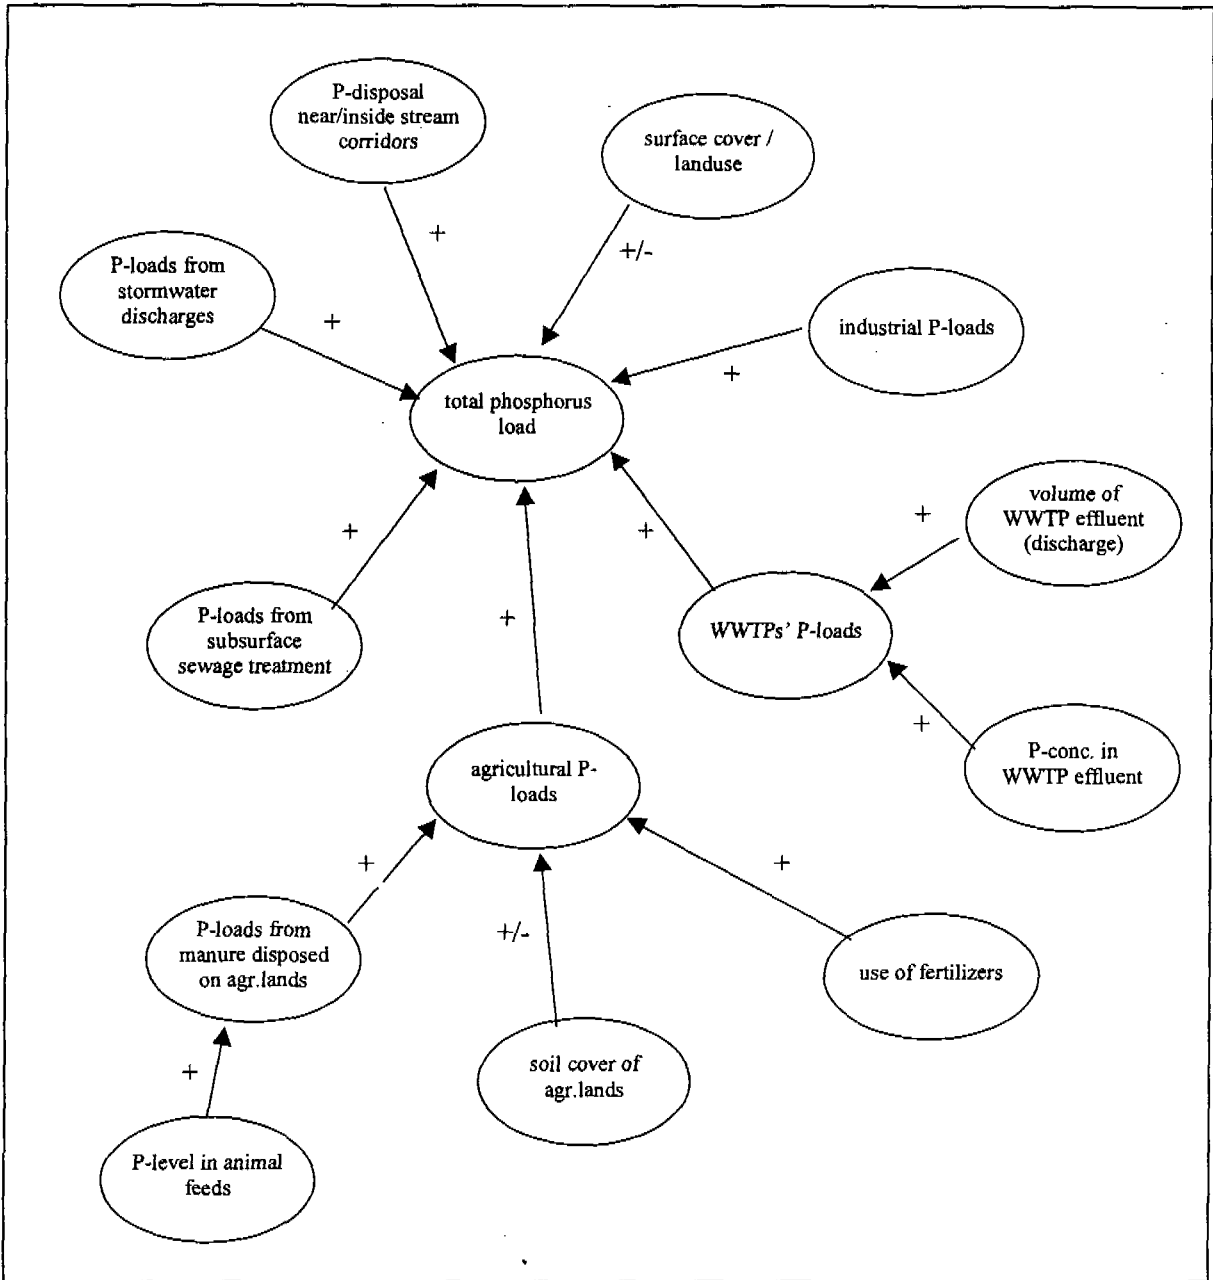 P-disposal
near/inside stream
corridors
surface cover /
landuse
+
+/-
P-loads from
stormwater
discharges
+
industrial P-loads
+
total phosphorus
load
volume of
WWTP effluent
(discharge)
+
+
+
P-loads from
subsurface
sewage treatment
+
WWTPs' P-loads
+
P-conc. in
WWTP effluent
agricultural P-
loads
+
+
P-loads from
manure disposed
on agr.lands
+/-
use of fertilizers
+
soil cover of
agr.lands
P-level in animal
feeds